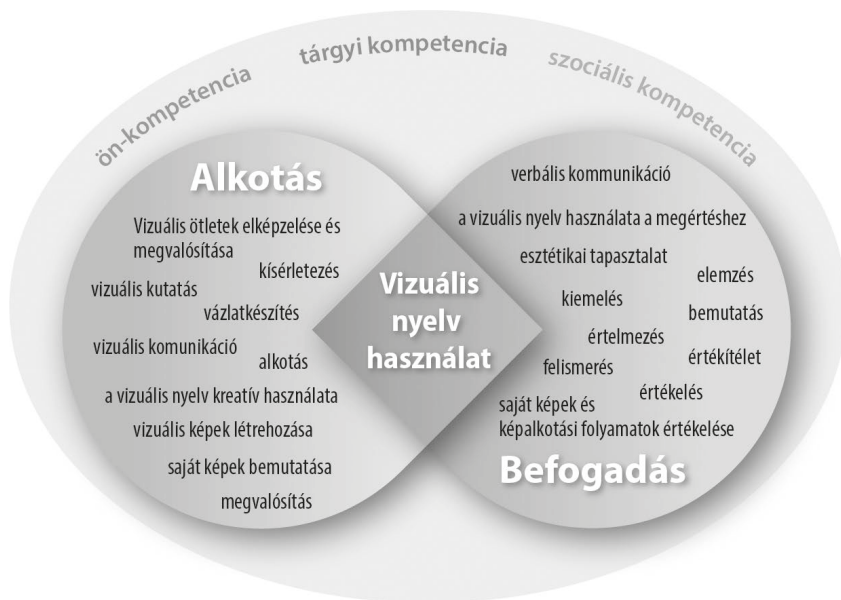 ön-kompetencia
tárgyi kompetencia
szociális kompetencia
Alkotás
Vizuális ötletek elképzelése és
megvalósítása
kísérletezés
vizuális kutatás
vázlatkészítés
vizuális komunikáció
alkotás
a vizuális nyelv kreatív használata
vizuális képek létrehozása
saját képek bemutatása
megvalósítás
Vizuális
nyelv
használat
verbális kommunikáció
a vizuális nyelv használata a megértéshez
esztétikai tapasztalat
elemzés
kiemelés
bemutatás
értelmezés
értékítélet
felismerés
értékelés
saját képek és
képalkotási folyamatok értékelése
Befogadás